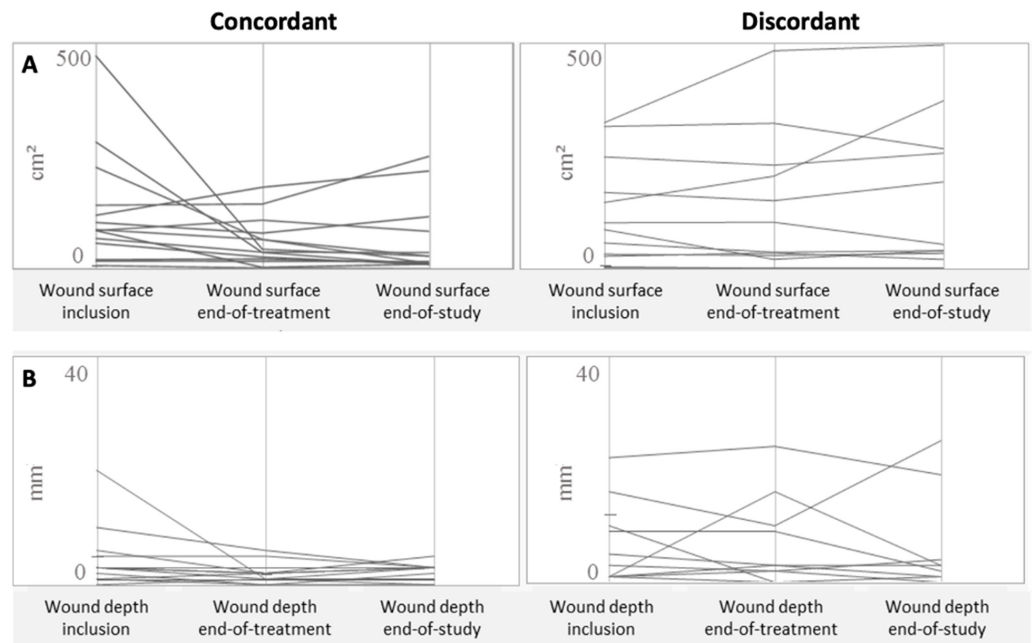 Concordant
Discordant
A
500
cm²
0
500
cm²
0
Wound surface
inclusion
Wound surface
end-of-treatment
Wound surface
end-of-study
Wound surface
inclusion
Wound surface
end-of-treatment
Wound surface
end-of-study
B
40
mm
0
40
mm
0
Wound depth
inclusion
Wound depth
end-of-treatment
Wound depth
end-of-study
Wound depth
inclusion
Wound depth
end-of-treatment
Wound depth
end-of-study